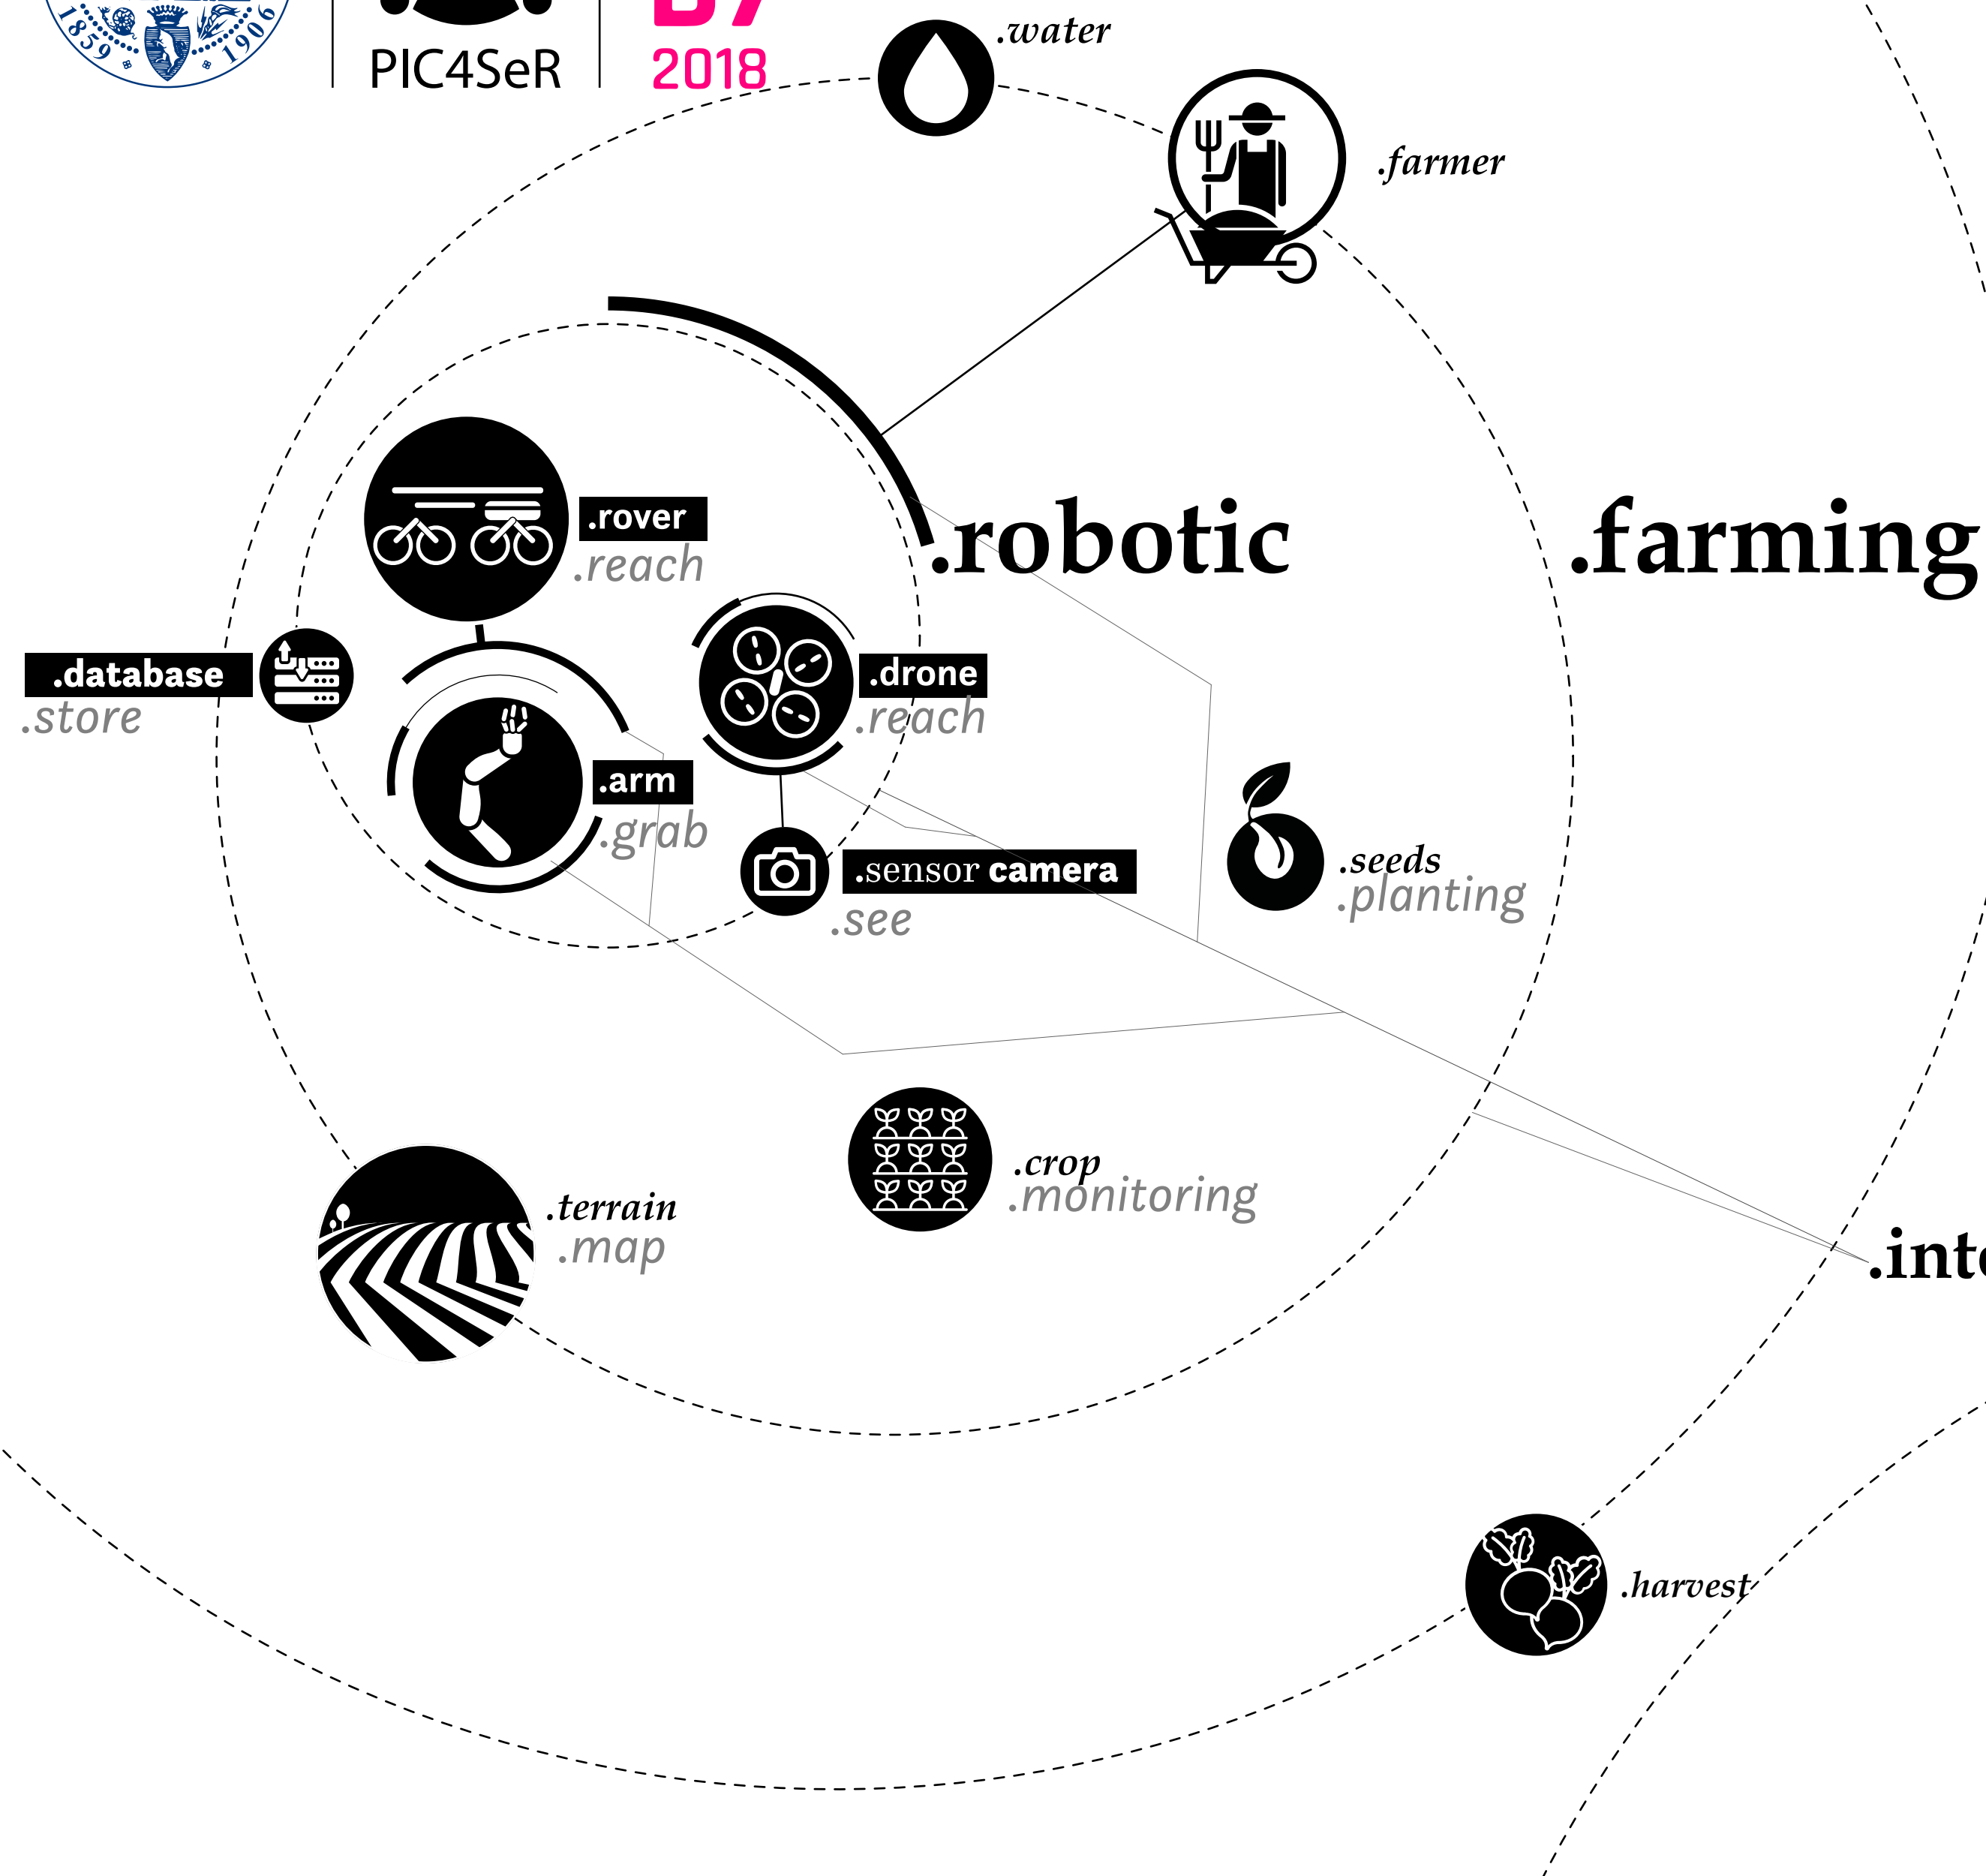 1859
1906
PIC4SeR
2018
.water
.farmer
.robotic
.farming
.rover
.reach
.database
.store
.drone
.reach
.arm
.grab
.sensor camera
.see
.seeds
.planting
.crop
.monitoring
.terrain
.map
.harvest